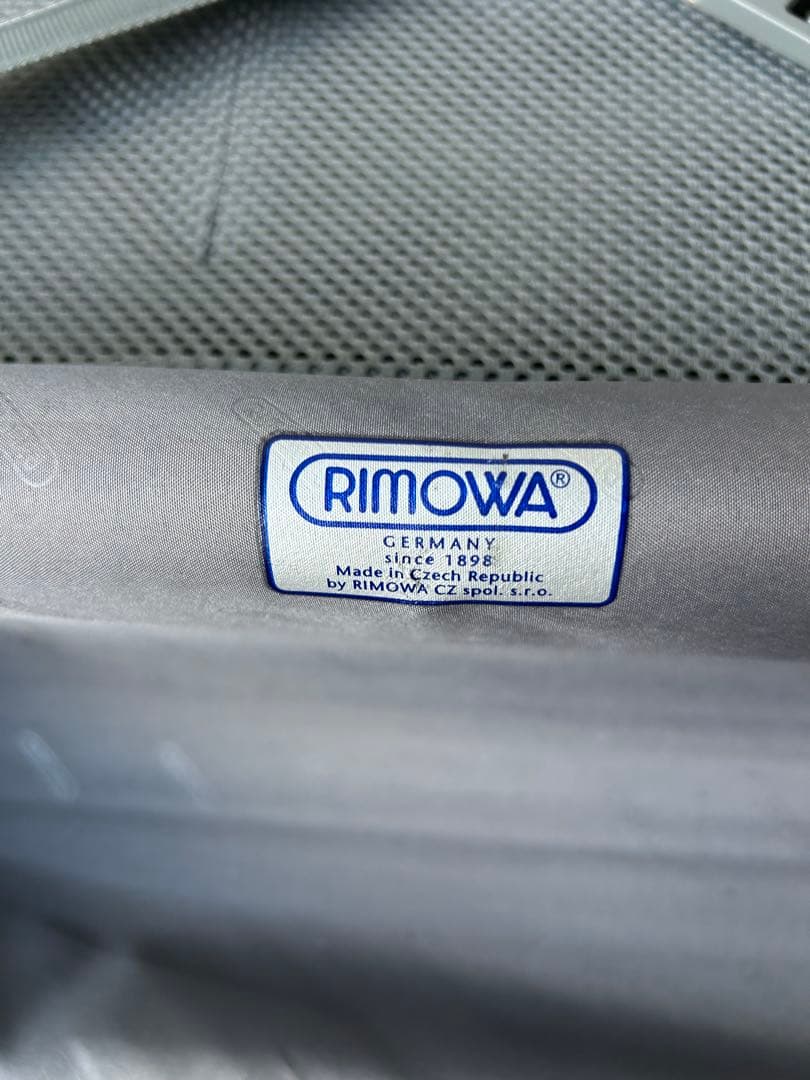 RIMOWA®
GERMANY
since 1898
Made in Czech Republic
by RIMOWA CZ spol. s.r.o.